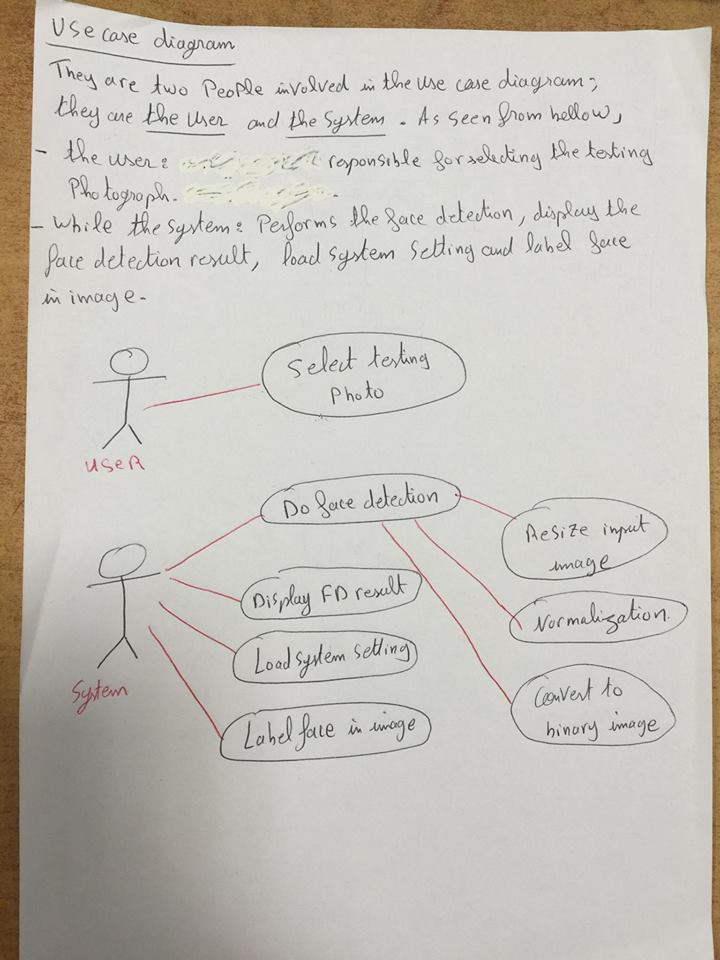 Use case diagram
They are two People involved in the use case diagram;
they are the User and the System. As seen from bellow,
- the user: responsible for selecting the testing
Photograph.
- While the system: Performs the face detection, display the
face detection result, load system setting and label face
in image.
Select testing
Photo
USER
Do face detection
Resize input
image
Display FD result
Normalization.
Load system setting
System
Convert to
binary image
Label face in image